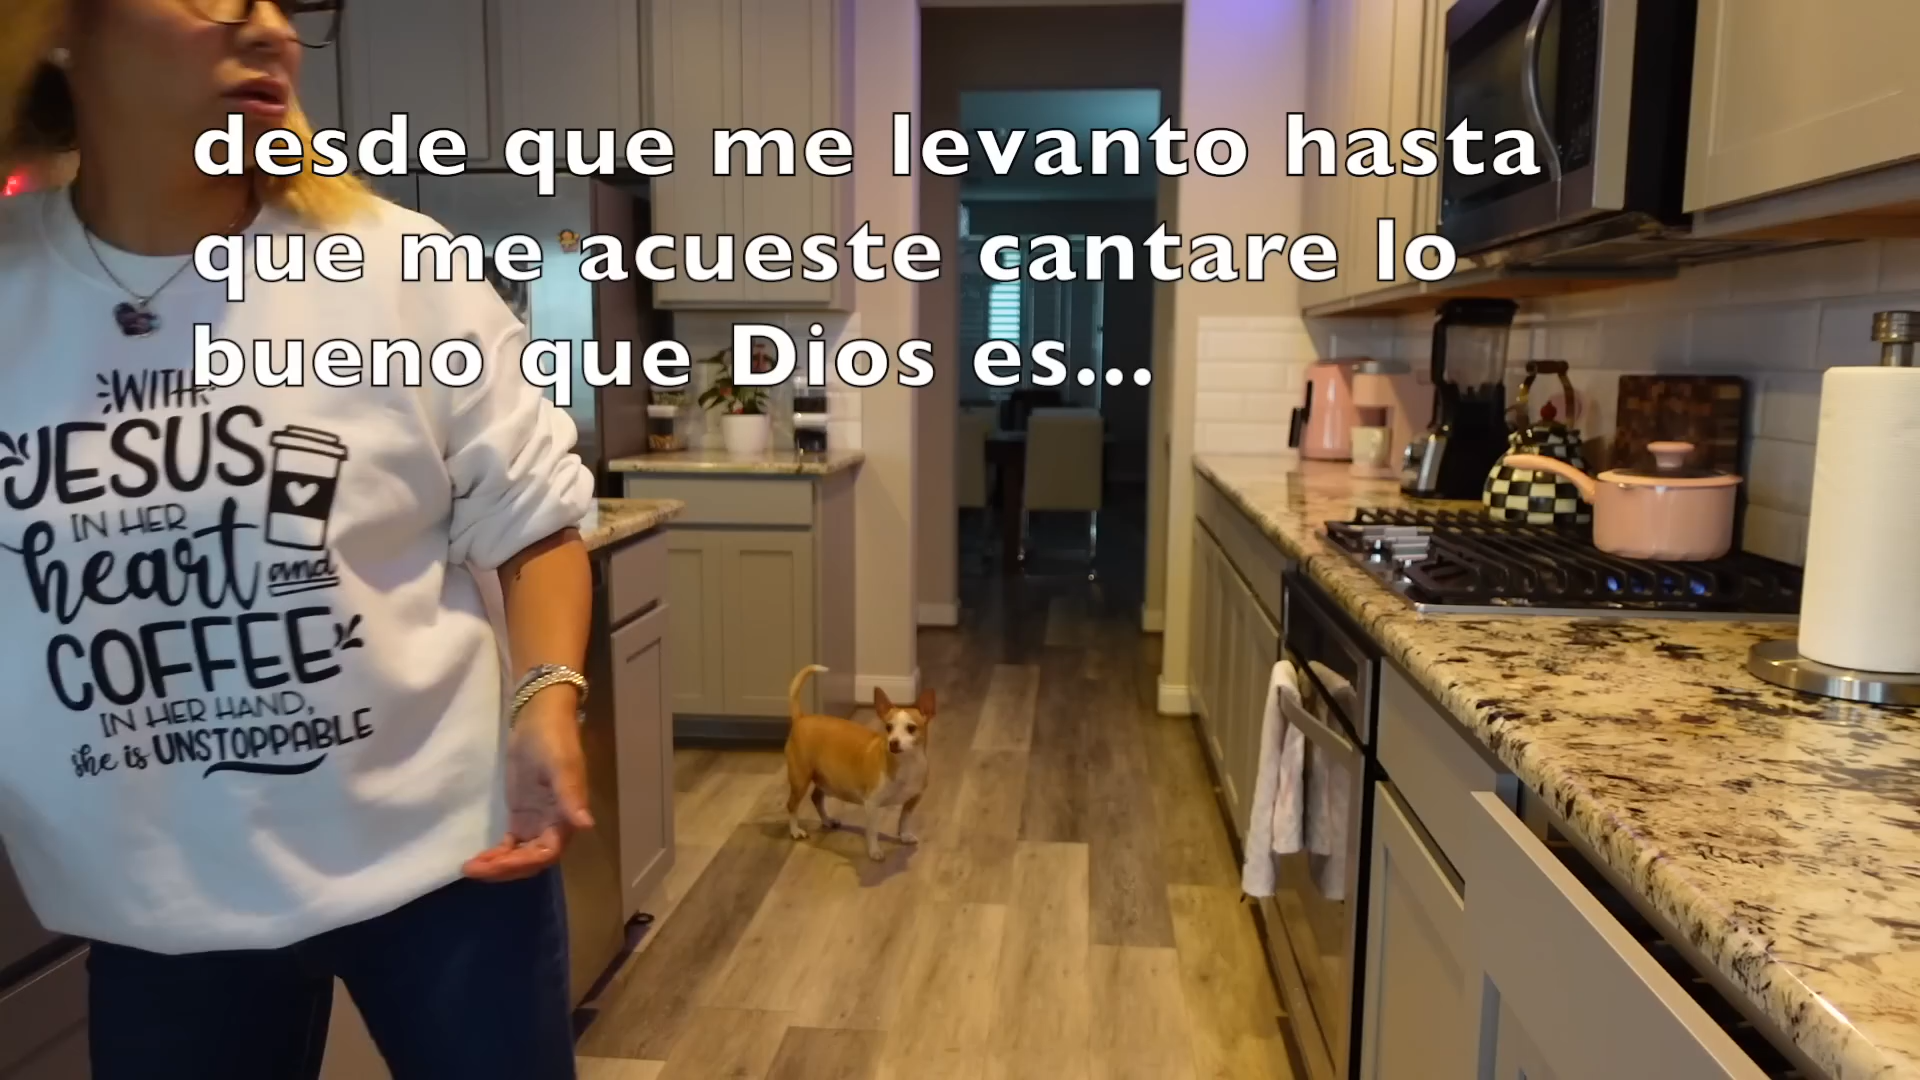 desde que me levanto hasta
que me acueste cantare lo
bueno que Dios es...
WITH
JESUS
IN HER
heart and
COFFEE
IN HER HAND,
she is UNSTOPPABLE